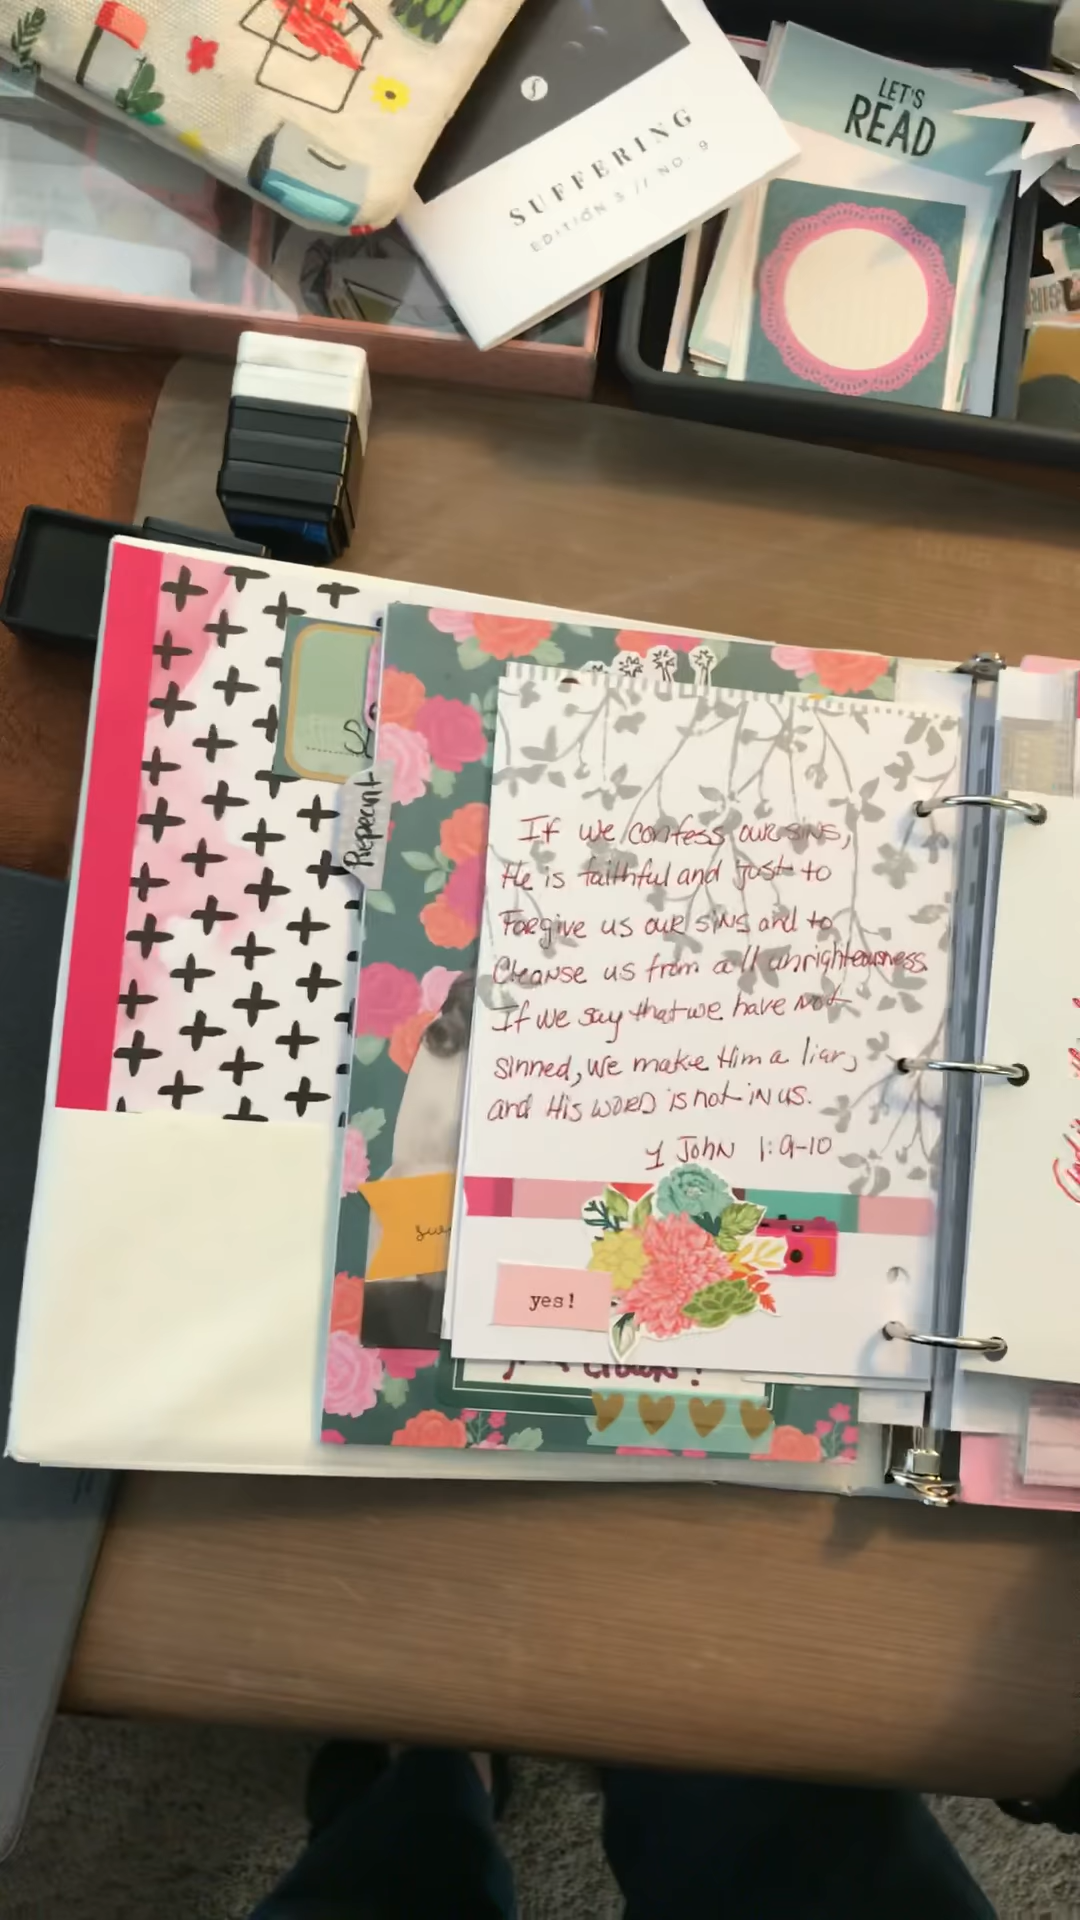 SUFFERING
EDITION 3 // NO. 9
LET'S
READ
Repeant
If we confess our sins,
He is faithful and just to
Forgive us our sins and to
Cleanse us from all unrighteousness.
If we say that we have not
sinned, we make Him a liar,
and His WORD is not in us.
1 John 1:9-10
yes!